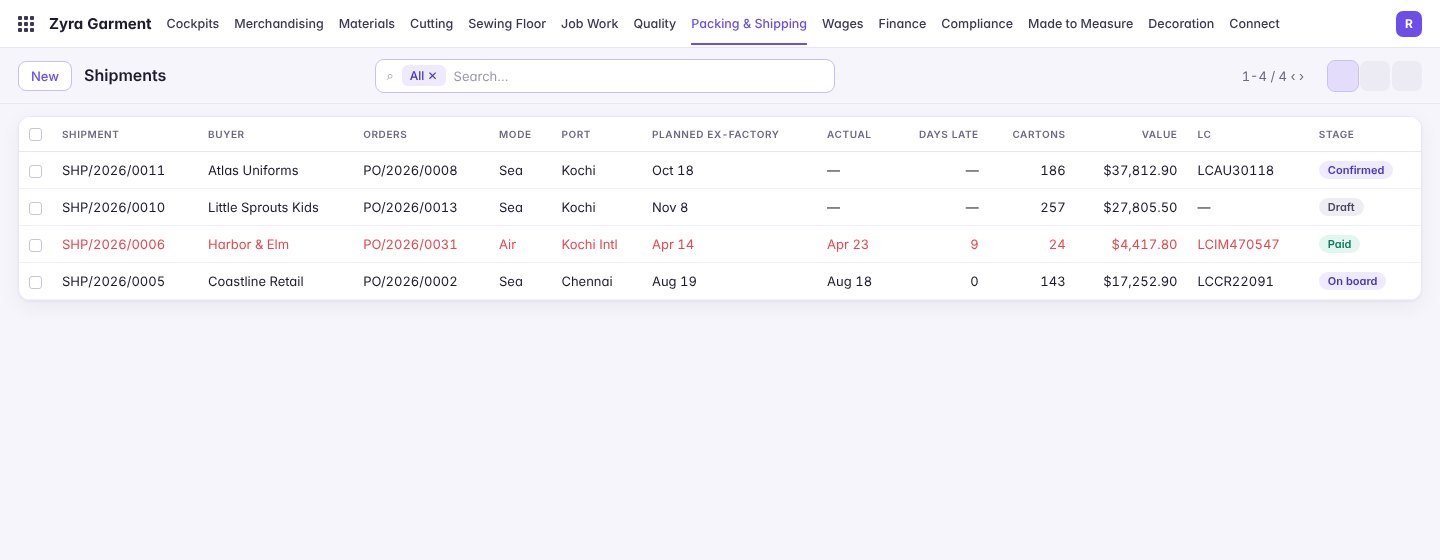 Zyra Garment Cockpits Merchandising Materials Cutting Sewing Floor Job Work Quality Packing & Shipping Wages Finance Compliance Made to Measure Decoration Connect R
New Shipments All ✕ Search... 1-4 / 4 ‹ ›
SHIPMENT BUYER ORDERS MODE PORT PLANNED EX-FACTORY ACTUAL DAYS LATE CARTONS VALUE LC STAGE
SHP/2026/0011 Atlas Uniforms PO/2026/0008 Sea Kochi Oct 18 — — 186 $37,812.90 LCAU30118 Confirmed
SHP/2026/0010 Little Sprouts Kids PO/2026/0013 Sea Kochi Nov 8 — — 257 $27,805.50 — Draft
SHP/2026/0006 Harbor & Elm PO/2026/0031 Air Kochi Intl Apr 14 Apr 23 9 24 $4,417.80 LCIM470547 Paid
SHP/2026/0005 Coastline Retail PO/2026/0002 Sea Chennai Aug 19 Aug 18 0 143 $17,252.90 LCCR22091 On board